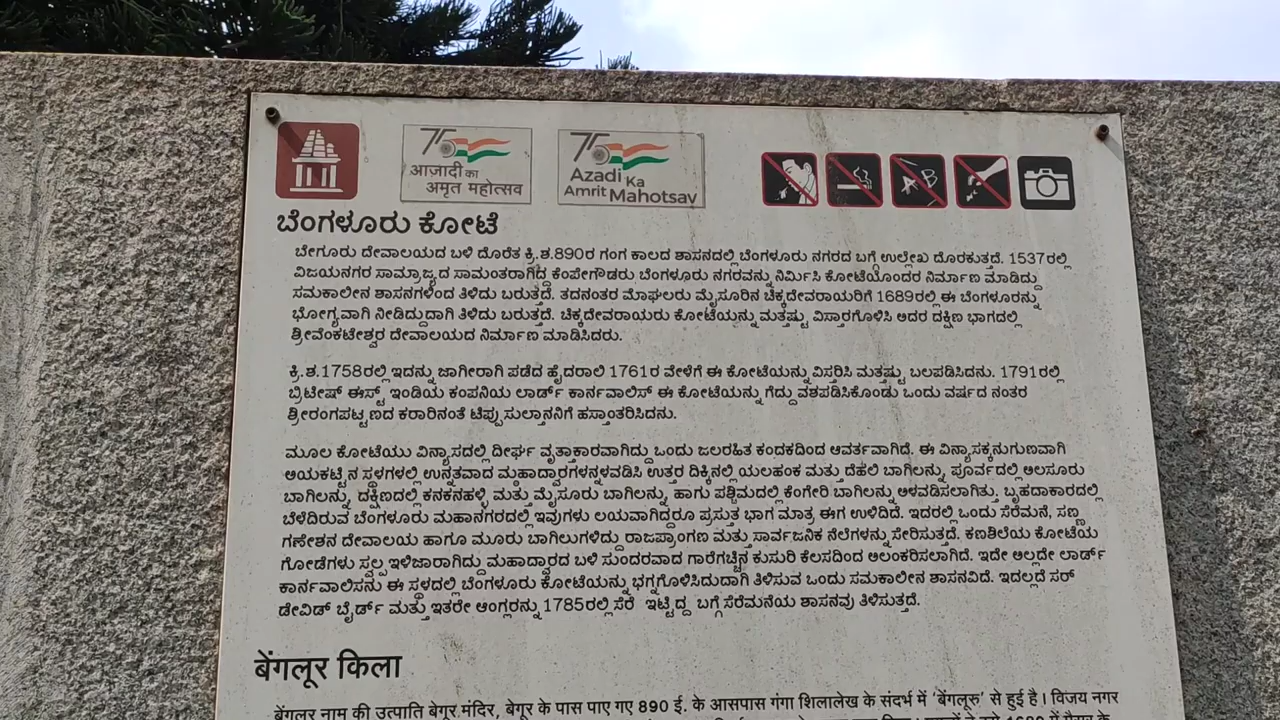 75
आज़ादी का
अमृत महोत्सव
75
Azadi Ka
Amrit Mahotsav
ಬೆಂಗಳೂರು ಕೋಟೆ
ಬೇಗೂರು ದೇವಾಲಯದ ಬಳಿ ದೊರೆತ ಕ್ರಿ.ಶ.890ರ ಗಂಗ ಕಾಲದ ಶಾಸನದಲ್ಲಿ ಬೆಂಗಳೂರು ನಗರದ ಬಗ್ಗೆ ಉಲ್ಲೇಖ ದೊರಕುತ್ತದೆ. 1537ರಲ್ಲಿ
ವಿಜಯನಗರ ಸಾಮ್ರಾಜ್ಯದ ಸಾಮಂತರಾಗಿದ್ದ ಕೆಂಪೇಗೌಡರು ಬೆಂಗಳೂರು ನಗರವನ್ನು ನಿರ್ಮಿಸಿ ಕೋಟೆಯೊಂದರ ನಿರ್ಮಾಣ ಮಾಡಿದ್ದು
ಸಮಕಾಲೀನ ಶಾಸನಗಳಿಂದ ತಿಳಿದು ಬರುತ್ತದೆ. ತದನಂತರ ಮೊಘಲರು ಮೈಸೂರಿನ ಚಿಕ್ಕದೇವರಾಯರಿಗೆ 1689ರಲ್ಲಿ ಈ ಬೆಂಗಳೂರನ್ನು
ಭೋಗ್ಯವಾಗಿ ನೀಡಿದ್ದುದಾಗಿ ತಿಳಿದು ಬರುತ್ತದೆ. ಚಿಕ್ಕದೇವರಾಯರು ಕೋಟೆಯನ್ನು ಮತ್ತಷ್ಟು ವಿಸ್ತಾರಗೊಳಿಸಿ ಅದರ ದಕ್ಷಿಣ ಭಾಗದಲ್ಲಿ
ಶ್ರೀವೆಂಕಟೇಶ್ವರ ದೇವಾಲಯದ ನಿರ್ಮಾಣ ಮಾಡಿಸಿದರು.
ಕ್ರಿ.ಶ.1758ರಲ್ಲಿ ಇದನ್ನು ಜಾಗೀರಾಗಿ ಪಡೆದ ಹೈದರಾಲಿ 1761ರ ವೇಳೆಗೆ ಈ ಕೋಟೆಯನ್ನು ವಿಸ್ತರಿಸಿ ಮತ್ತಷ್ಟು ಬಲಪಡಿಸಿದನು. 1791ರಲ್ಲಿ
ಬ್ರಿಟೀಷ್ ಈಸ್ಟ್ ಇಂಡಿಯ ಕಂಪನಿಯ ಲಾರ್ಡ್ ಕಾರ್ನವಾಲಿಸ್ ಈ ಕೋಟೆಯನ್ನು ಗೆದ್ದು ವಶಪಡಿಸಿಕೊಂಡು ಒಂದು ವರ್ಷದ ನಂತರ
ಶ್ರೀರಂಗಪಟ್ಟಣದ ಕರಾರಿನಂತೆ ಟಿಪ್ಪುಸುಲ್ತಾನನಿಗೆ ಹಸ್ತಾಂತರಿಸಿದನು.
ಮೂಲ ಕೋಟೆಯು ವಿನ್ಯಾಸದಲ್ಲಿ ದೀರ್ಘ ವೃತ್ತಾಕಾರವಾಗಿದ್ದು ಒಂದು ಜಲರಹಿತ ಕಂದಕದಿಂದ ಆವರ್ತವಾಗಿದೆ. ಈ ವಿನ್ಯಾಸಕ್ಕನುಗುಣವಾಗಿ
ಆಯಕಟ್ಟಿನ ಸ್ಥಳಗಳಲ್ಲಿ ಉನ್ನತವಾದ ಮಹಾದ್ವಾರಗಳನ್ನಳವಡಿಸಿ ಉತ್ತರ ದಿಕ್ಕಿನಲ್ಲಿ ಯಲಹಂಕ ಮತ್ತು ದೆಹಲಿ ಬಾಗಿಲನ್ನು, ಪೂರ್ವದಲ್ಲಿ ಅಲಸೂರು
ಬಾಗಿಲನ್ನು, ದಕ್ಷಿಣದಲ್ಲಿ ಕನಕನಹಳ್ಳಿ ಮತ್ತು ಮೈಸೂರು ಬಾಗಿಲನ್ನು, ಹಾಗು ಪಶ್ಚಿಮದಲ್ಲಿ ಕೆಂಗೇರಿ ಬಾಗಿಲನ್ನು ಅಳವಡಿಸಲಾಗಿತ್ತು. ಬೃಹದಾಕಾರದಲ್ಲಿ
ಬೆಳೆದಿರುವ ಬೆಂಗಳೂರು ಮಹಾನಗರದಲ್ಲಿ ಇವುಗಳು ಲಯವಾಗಿದ್ದರೂ ಪ್ರಸ್ತುತ ಭಾಗ ಮಾತ್ರ ಈಗ ಉಳಿದಿದೆ. ಇದರಲ್ಲಿ ಒಂದು ಸೆರೆಮನೆ, ಸಣ್ಣ
ಗಣೇಶನ ದೇವಾಲಯ ಹಾಗೂ ಮೂರು ಬಾಗಿಲುಗಳಿದ್ದು ರಾಜಪ್ರಾಂಗಣ ಮತ್ತು ಸಾರ್ವಜನಿಕ ನೆಲೆಗಳನ್ನು ಸೇರಿಸುತ್ತದೆ. ಕಣಶಿಲೆಯ ಕೋಟೆಯ
ಗೋಡೆಗಳು ಸ್ವಲ್ಪ ಇಳಿಜಾರಾಗಿದ್ದು ಮಹಾದ್ವಾರದ ಬಳಿ ಸುಂದರವಾದ ಗಾರೆಗಚ್ಚಿನ ಕುಸುರಿ ಕೆಲಸದಿಂದ ಅಲಂಕರಿಸಲಾಗಿದೆ. ಇದೇ ಅಲ್ಲದೇ ಲಾರ್ಡ್
ಕಾರ್ನವಾಲಿಸನು ಈ ಸ್ಥಳದಲ್ಲಿ ಬೆಂಗಳೂರು ಕೋಟೆಯನ್ನು ಭಗ್ನಗೊಳಿಸಿದುದಾಗಿ ತಿಳಿಸುವ ಒಂದು ಸಮಕಾಲೀನ ಶಾಸನವಿದೆ. ಇದಲ್ಲದೆ ಸರ್
ಡೇವಿಡ್ ಬೈರ್ಡ್ ಮತ್ತು ಇತರೇ ಆಂಗ್ಲರನ್ನು 1785ರಲ್ಲಿ ಸೆರೆ ಇಟ್ಟಿದ್ದ ಬಗ್ಗೆ ಸೆರೆಮನೆಯ ಶಾಸನವು ತಿಳಿಸುತ್ತದೆ.
बेंगलूर किला
बेंगलूर नाम की उत्पाति बेगूर मंदिर, बेगूर के पास पाए गए 890 ई. के आसपास गंगा शिलालेख के संदर्भ में 'बेंगलूरु' से हुई है। विजय नगर